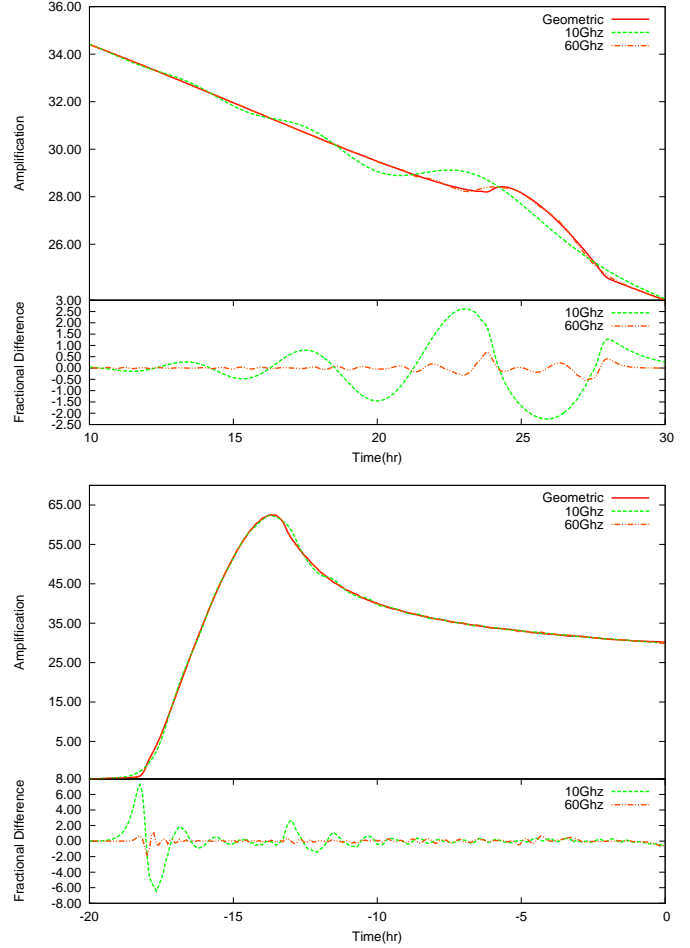 36.00
34.00
32.00
30.00
28.00
26.00
Amplification
Geometric
10Ghz
60Ghz
3.00
2.50
2.00
1.50
1.00
0.50
0.00
-0.50
-1.00
-1.50
-2.00
-2.50
Fractional Difference
10Ghz
60Ghz
10
15
20
25
30
Time(hr)
65.00
55.00
45.00
35.00
25.00
15.00
5.00
Amplification
Geometric
10Ghz
60Ghz
8.00
6.00
4.00
2.00
0.00
-2.00
-4.00
-6.00
-8.00
Fractional Difference
10Ghz
60Ghz
-20
-15
-10
-5
0
Time(hr)